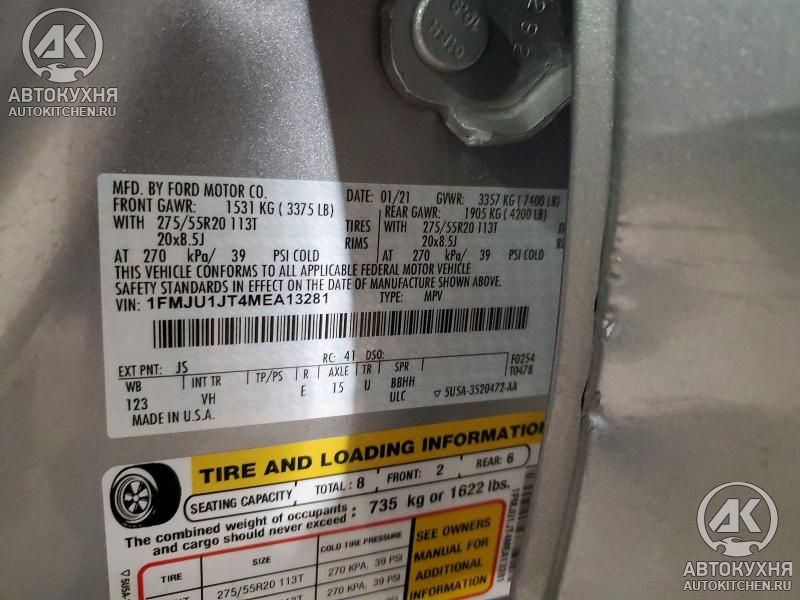 АК
АВТОКУХНЯ
AUTOKITCHEN.RU
MFD. BY FORD MOTOR CO.
DATE: 01/21 GVWR: 3357 KG ( 7400 LB)
FRONT GAWR: 1531 KG ( 3375 LB)
REAR GAWR: 1905 KG ( 4200 LB)
WITH 275/55R20 113T TIRES
WITH 275/55R20 113T
20x8.5J RIMS
20x8.5J
AT 270 kPa/ 39 PSI COLD
AT 270 kPa/ 39 PSI COLD
THIS VEHICLE CONFORMS TO ALL APPLICABLE FEDERAL MOTOR VEHICLE
SAFETY STANDARDS IN EFFECT ON THE DATE OF MANUFACTURE SHOWN ABOVE.
VIN: 1FMJU1JT4MEA13281
TYPE: MPV
EXT PNT: JS RC: 41 DSO:
F0254
T0478
WB INT TR TP/PS R AXLE TR SPR
123 VH E 15 U BBHH
ULC
▽ 5U5A-3520472-AA
MADE IN U.S.A.
TIRE AND LOADING INFORMATION
SEATING CAPACITY TOTAL: 8 FRONT: 2 REAR: 6
The combined weight of occupants
and cargo should never exceed : 735 kg or 1622 lbs.
TIRE SIZE COLD TIRE PRESSURE
275/55R20 113T 270 KPA, 39 PSI
SEE OWNERS
MANUAL FOR
ADDITIONAL
INFORMATION
1FMJU1JT4MEA13281
АК
АВТОКУХНЯ
AUTOKITCHEN.RU